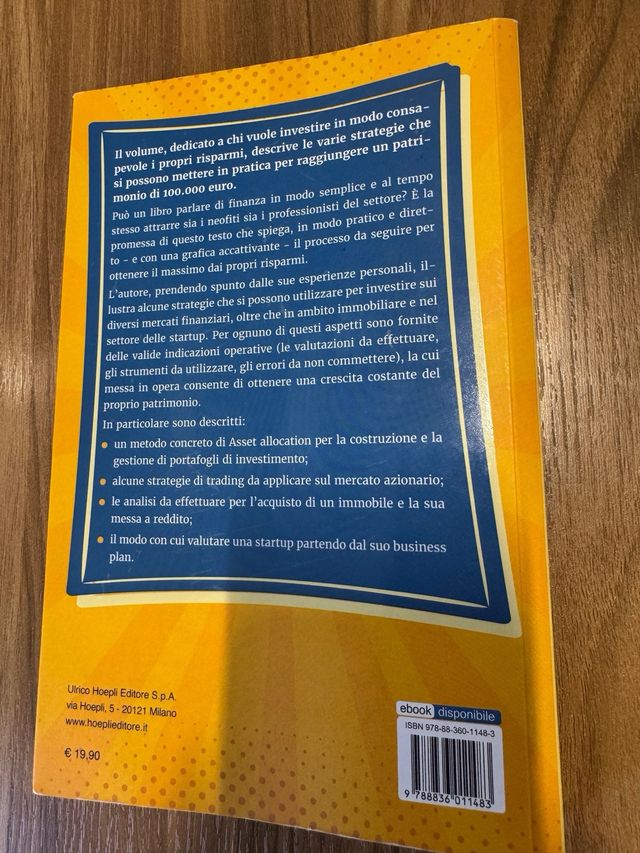 Il volume, dedicato a chi vuole investire in modo consa-
pevole i propri risparmi, descrive le varie strategie che
si possono mettere in pratica per raggiungere un patri-
monio di 100.000 euro.
Può un libro parlare di finanza in modo semplice e al tempo
stesso attrarre sia i neofiti sia i professionisti del settore? È la
promessa di questo testo che spiega, in modo pratico e diret-
to - e con una grafica accattivante - il processo da seguire per
ottenere il massimo dai propri risparmi.
L'autore, prendendo spunto dalle sue esperienze personali, il-
lustra alcune strategie che si possono utilizzare per investire sui
diversi mercati finanziari, oltre che in ambito immobiliare e nel
settore delle startup. Per ognuno di questi aspetti sono fornite
delle valide indicazioni operative (le valutazioni da effettuare,
gli strumenti da utilizzare, gli errori da non commettere), la cui
messa in opera consente di ottenere una crescita costante del
proprio patrimonio.
In particolare sono descritti:
• un metodo concreto di Asset allocation per la costruzione e la
gestione di portafogli di investimento;
• alcune strategie di trading da applicare sul mercato azionario;
• le analisi da effettuare per l'acquisto di un immobile e la sua
messa a reddito;
• il modo con cui valutare una startup partendo dal suo business
plan.
Ulrico Hoepli Editore S.p.A.
via Hoepli, 5 - 20121 Milano
www.hoeplieditore.it
€ 19,90
ebook disponibile
ISBN 978-88-360-1148-3
9 788836 011483